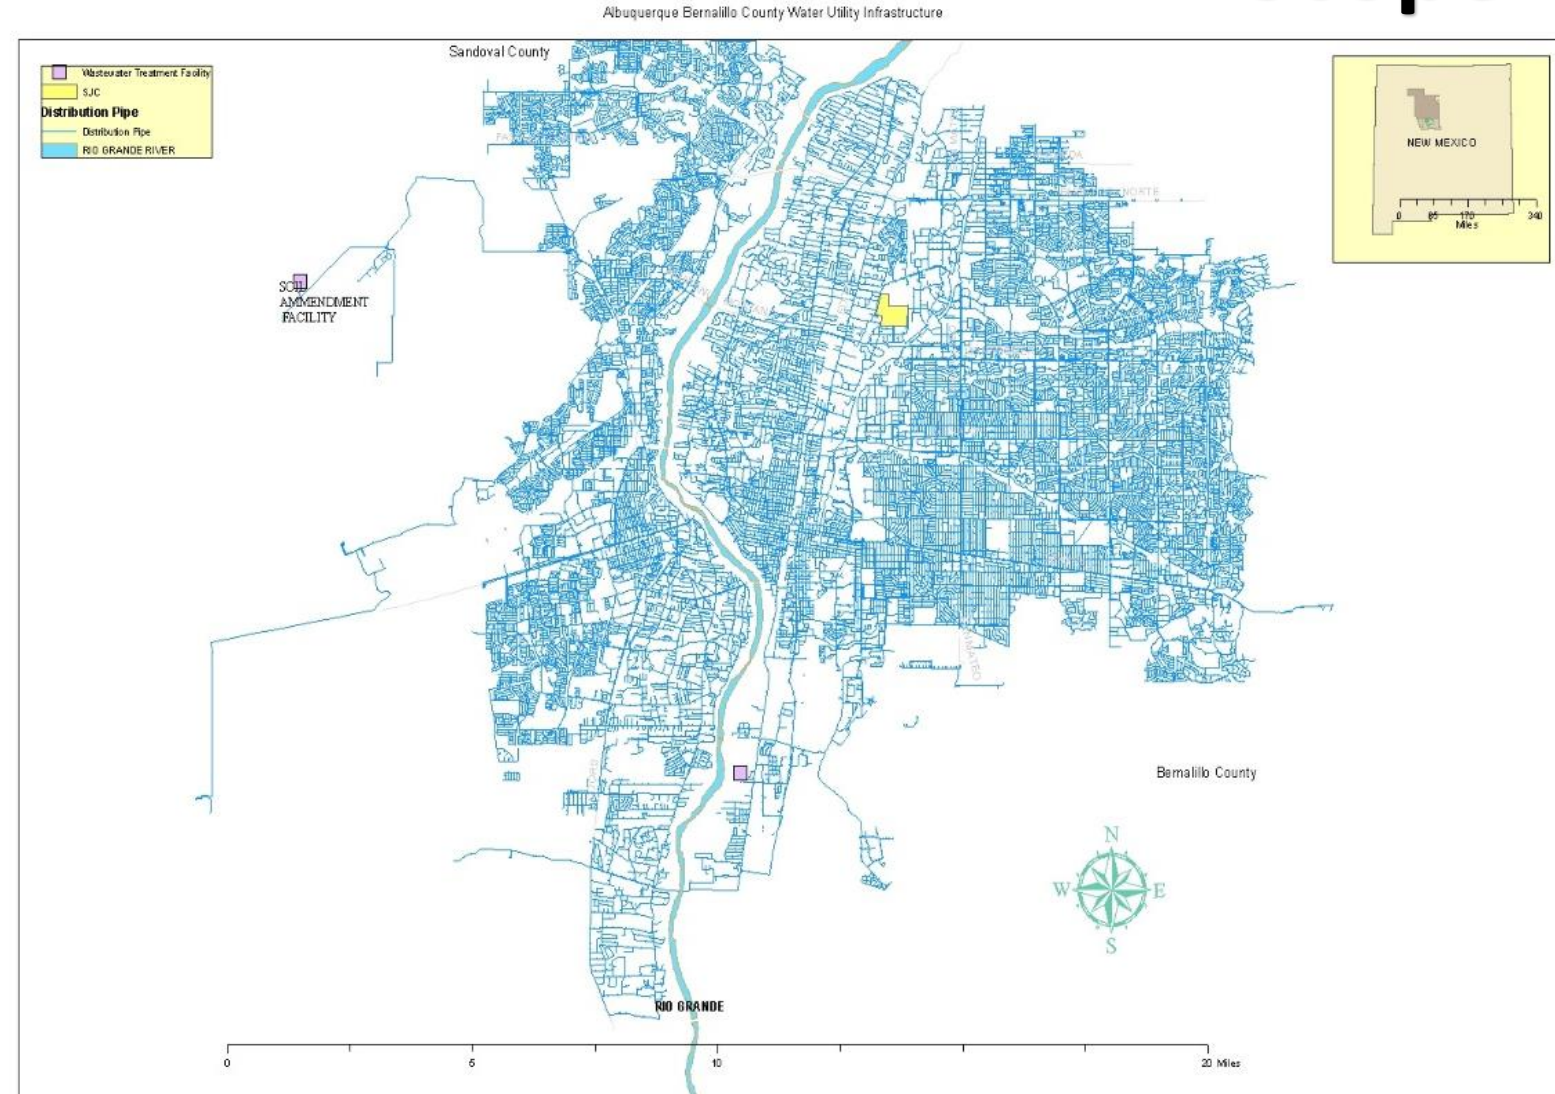 Albuquerque Bernalillo County Water Utility Infrastructure
Sandoval County
Wastewater Treatment Facility
SJC
Distribution Pipe
Distribution Pipe
RIO GRANDE RIVER
NEW MEXICO
0 85 170 340
Miles
NORTE
SOIL
AMMENDMENT
FACILITY
Bernalillo County
N
W E
S
RIO GRANDE
0 5 10 20 Miles